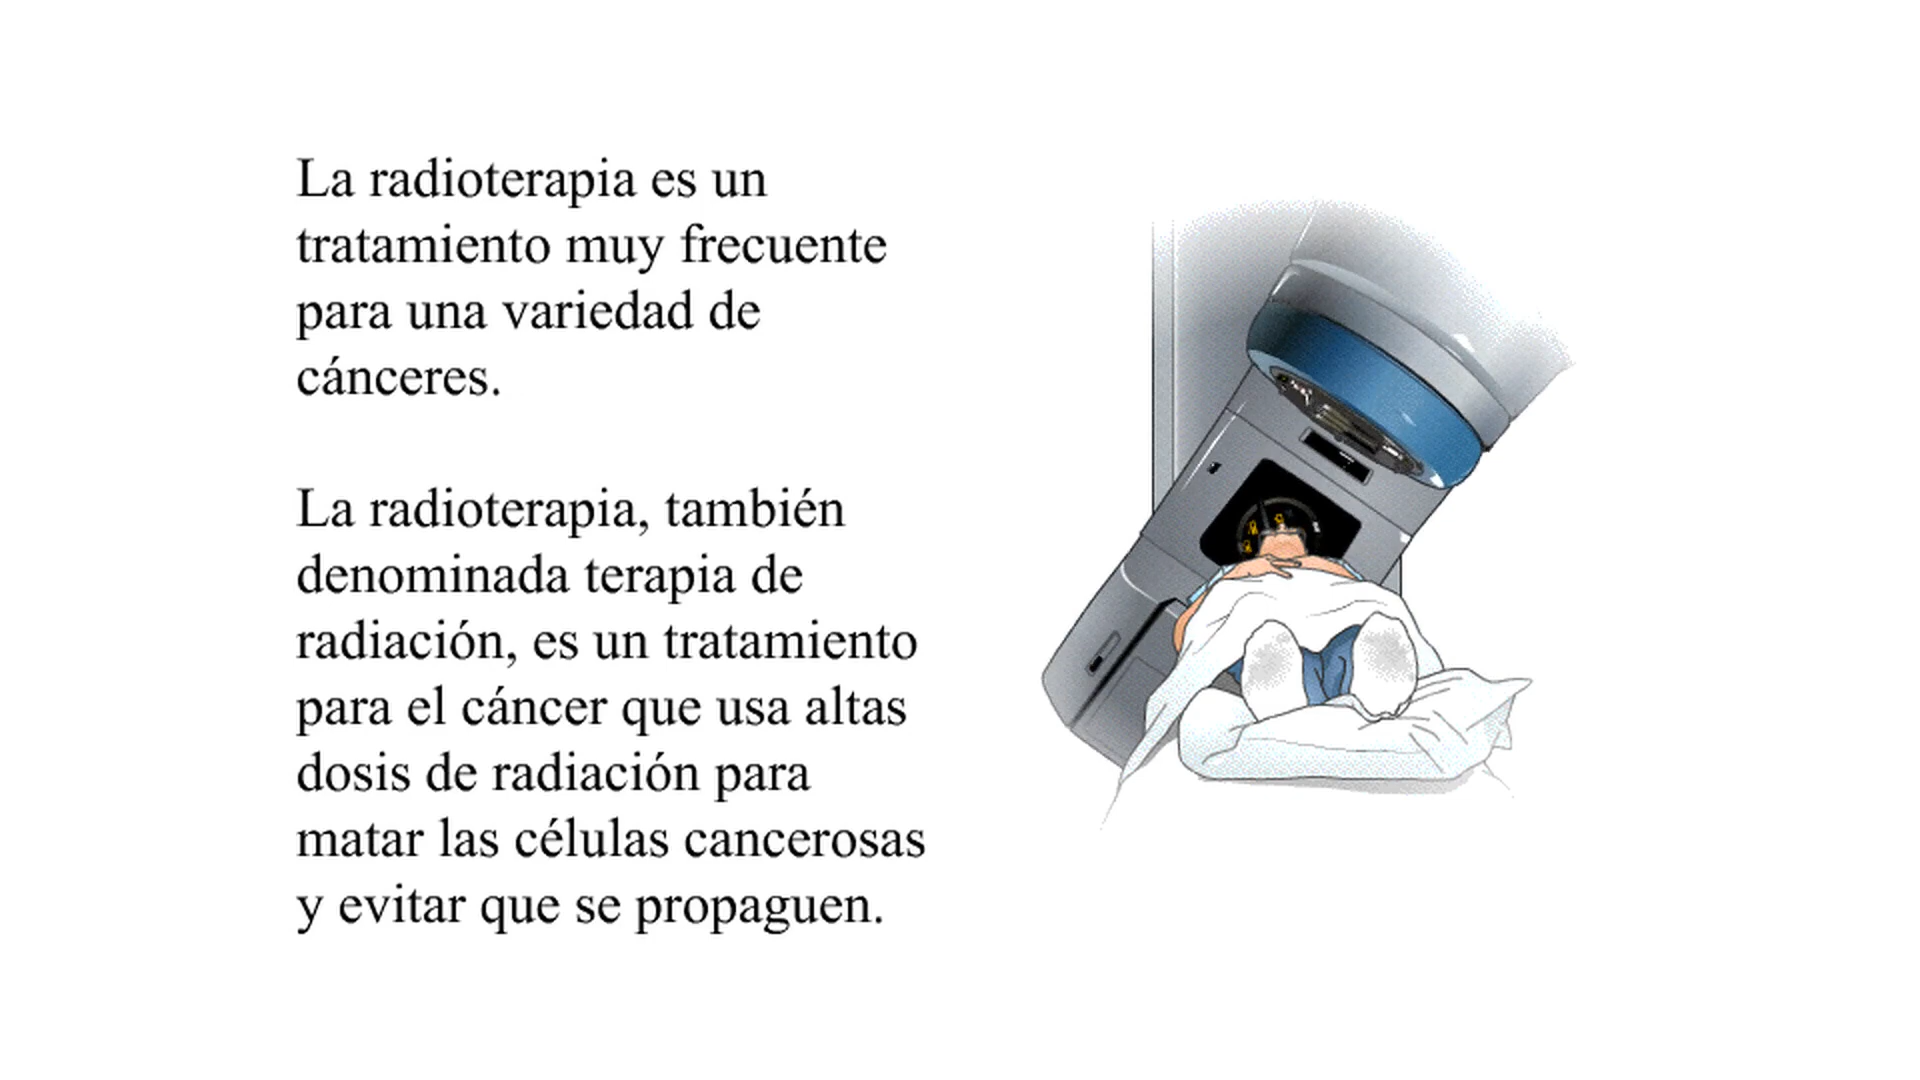 La radioterapia es un
tratamiento muy frecuente
para una variedad de
cánceres.
La radioterapia, también
denominada terapia de
radiación, es un tratamiento
para el cáncer que usa altas
dosis de radiación para
matar las células cancerosas
y evitar que se propaguen.